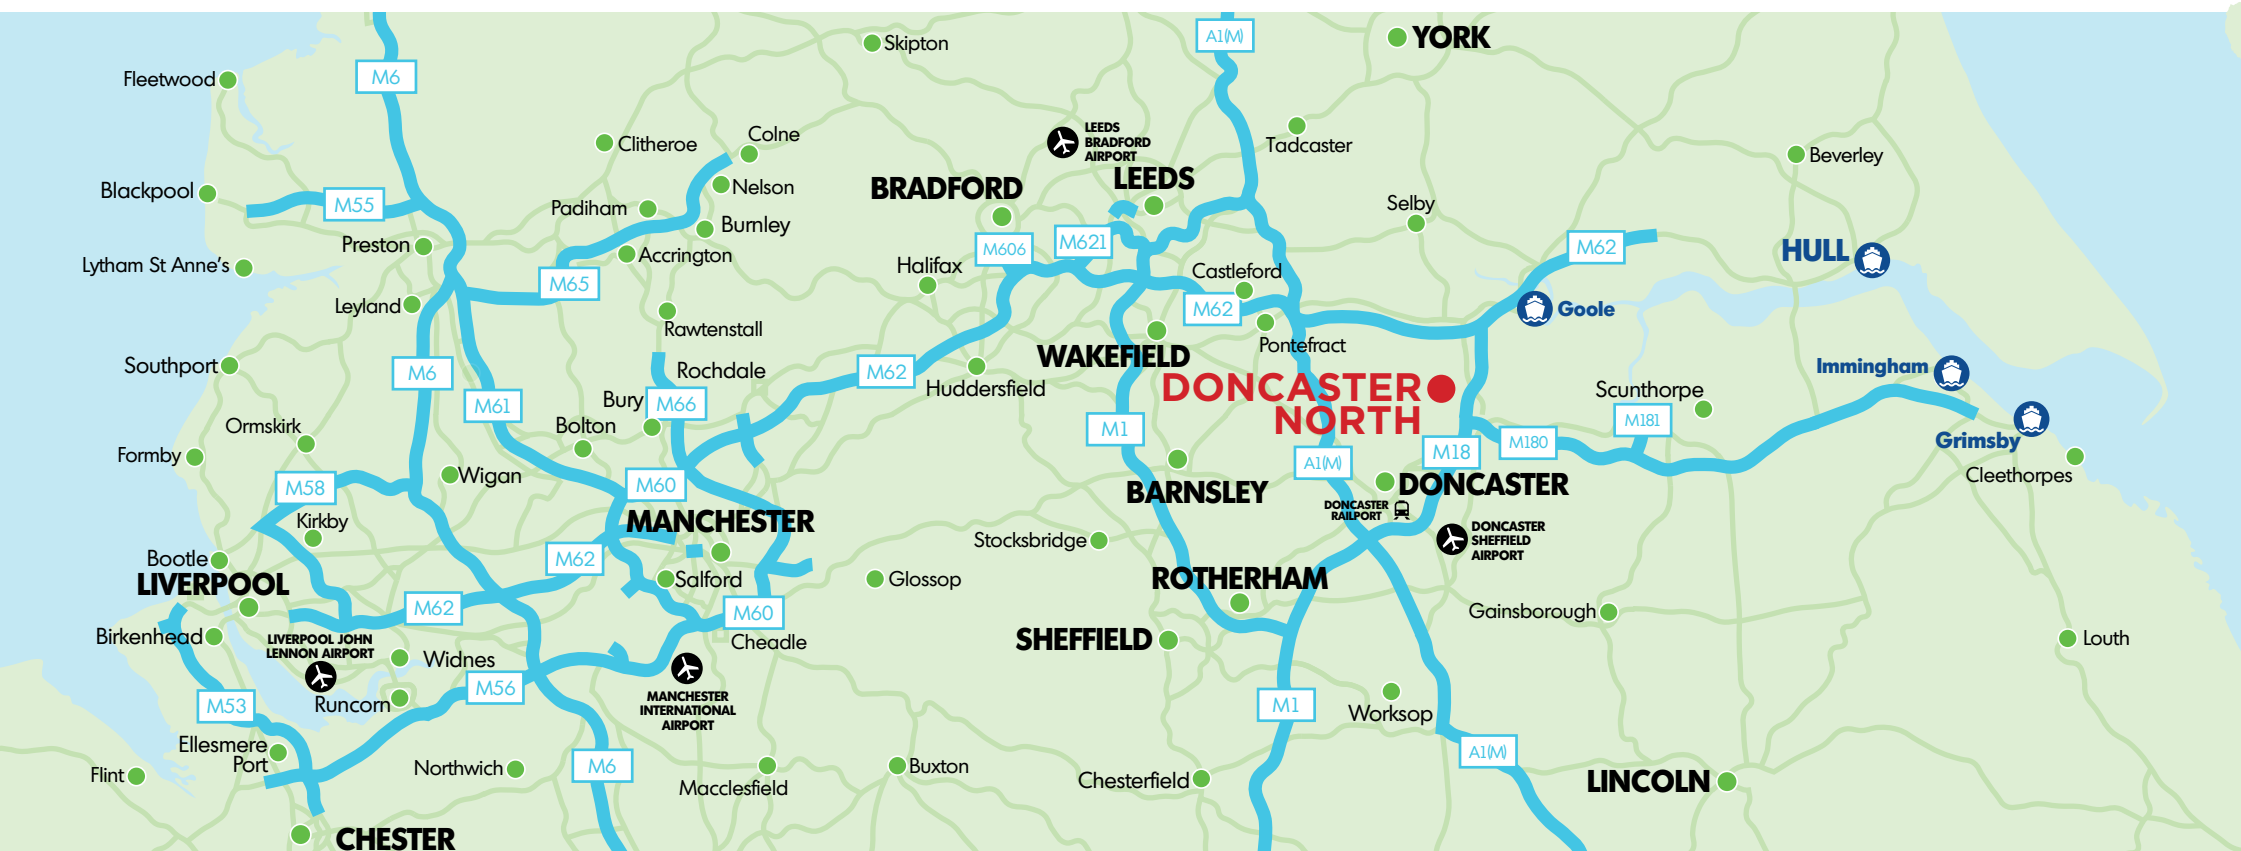 A1(M)
YORK
Skipton
M6
Fleetwood
Colne
Clitheroe
LEEDS
BRADFORD
AIRPORT
Tadcaster
Beverley
LEEDS
BRADFORD
Nelson
Blackpool
M55
Padiham
Selby
Burnley
Preston
M606
M621
M62
HULL
Accrington
Lytham St Anne's
Halifax
Castleford
M65
Leyland
M62
Goole
Rawtenstall
Pontefract
WAKEFIELD
Southport
M6
Rochdale
M62
Huddersfield
DONCASTER
NORTH
Immingham
Scunthorpe
M61
Bury
M66
M181
Ormskirk
Bolton
M1
M180
Grimsby
Formby
M18
A1(M)
Wigan
Cleethorpes
M58
M60
BARNSLEY
DONCASTER
DONCASTER
RAILPORT
Kirkby
MANCHESTER
DONCASTER
SHEFFIELD
AIRPORT
Stocksbridge
Bootle
M62
LIVERPOOL
Salford
Glossop
ROTHERHAM
M62
M60
Gainsborough
Birkenhead
LIVERPOOL JOHN
LENNON AIRPORT
Cheadle
SHEFFIELD
Louth
Widnes
M56
MANCHESTER
INTERNATIONAL
AIRPORT
M53
Runcorn
M1
Worksop
Ellesmere
Port
A1(M)
Flint
Northwich
M6
Macclesfield
Buxton
Chesterfield
LINCOLN
CHESTER